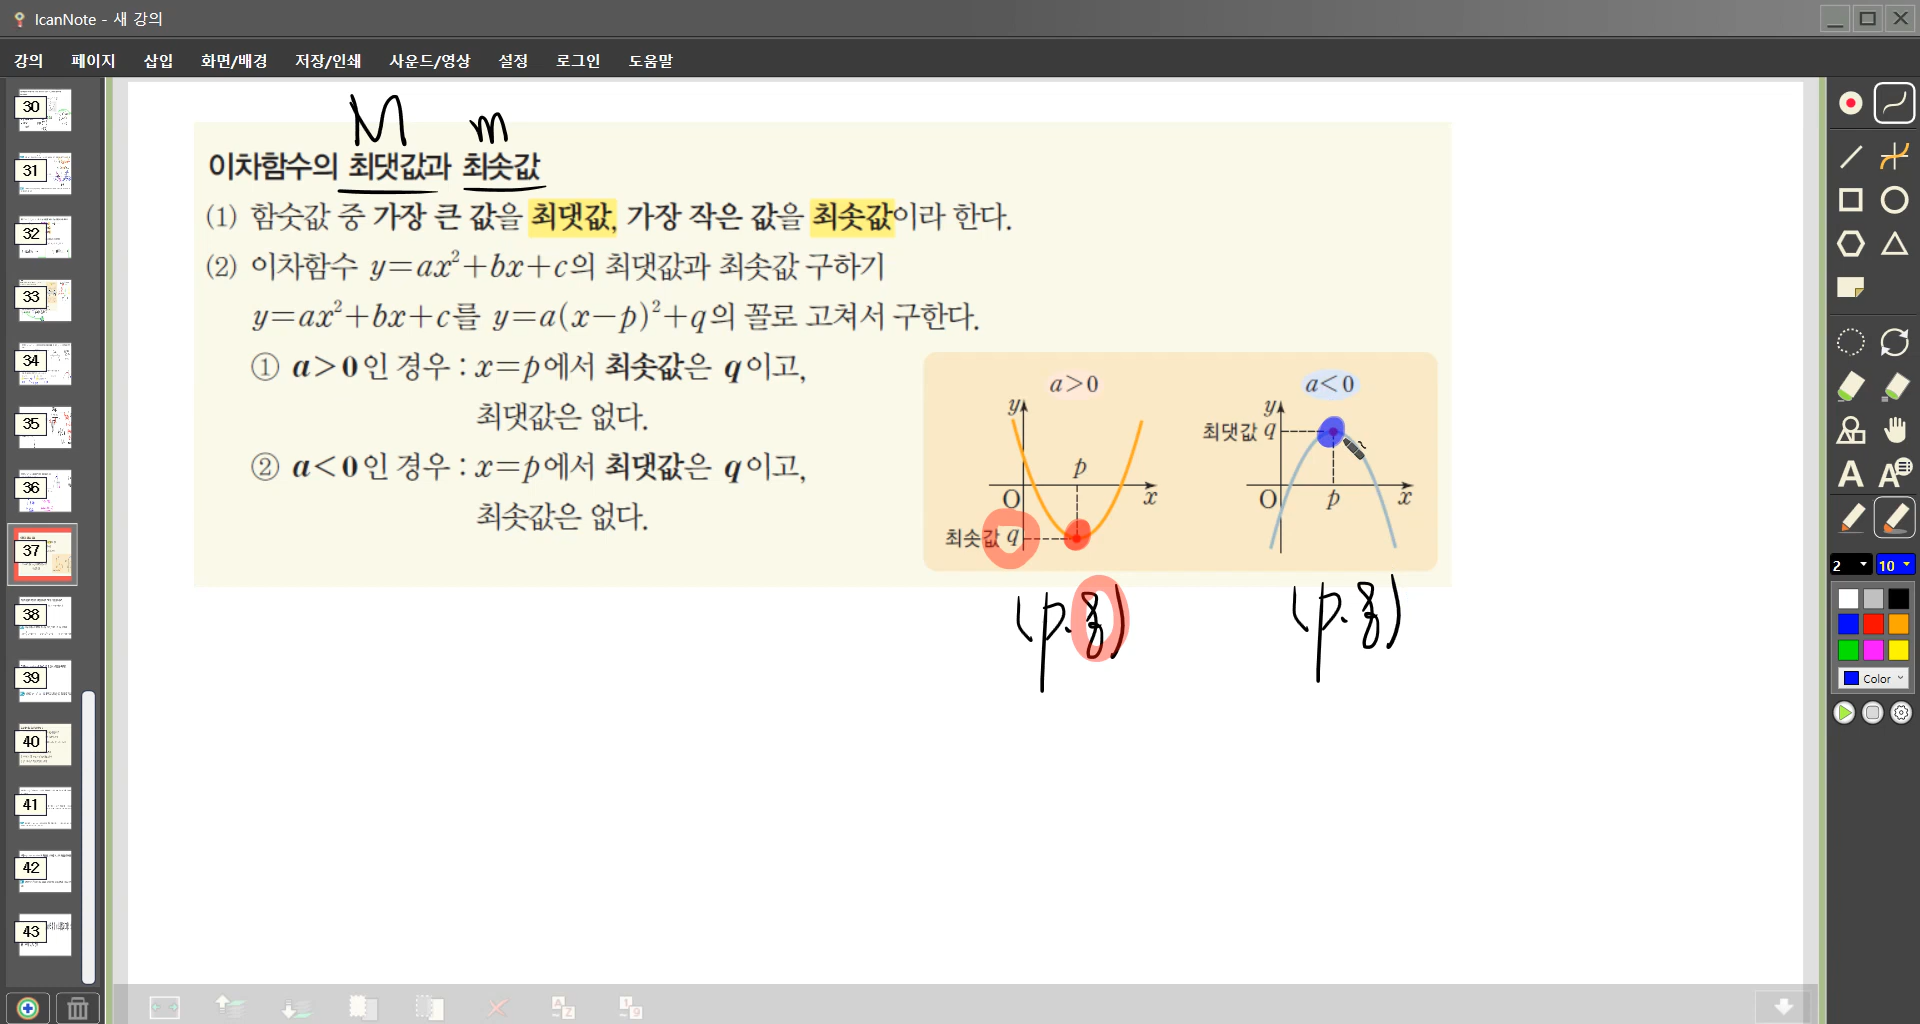 IcanNote - 새 강의
강의 페이지 삽입 화면/배경 저장/인쇄 사운드/영상 설정 로그인 도움말
30
31
32
33
34
35
36
37
38
39
40
41
42
43
M m
이차함수의 최댓값과 최솟값
(1) 함숫값 중 가장 큰 값을 최댓값, 가장 작은 값을 최솟값이라 한다.
(2) 이차함수 y=ax²+bx+c의 최댓값과 최솟값 구하기
y=ax²+bx+c를 y=a(x-p)²+q의 꼴로 고쳐서 구한다.
① a>0인 경우 : x=p에서 최솟값은 q이고,
최댓값은 없다.
② a<0인 경우 : x=p에서 최댓값은 q이고,
최솟값은 없다.
a>0
y
p
O x
최솟값 q
(p.q)
a<0
y
최댓값 q
O p x
(p.q)
2 10
Color